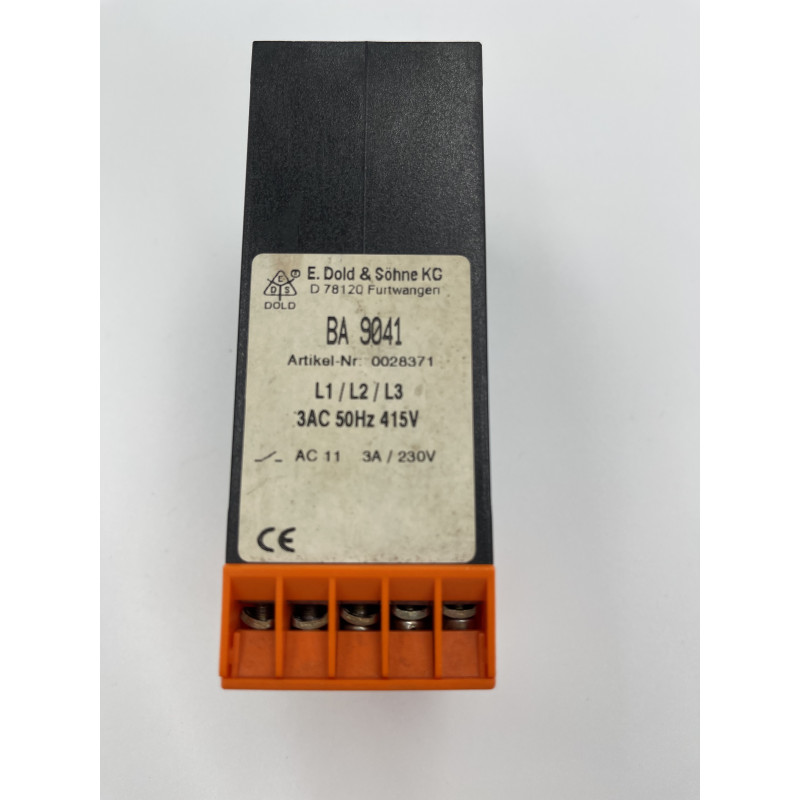 E. Dold & Söhne KG
D 78120 Furtwangen
E
D S
DOLD
R
BA 9041
Artikel-Nr: 0028371
L1 / L2 / L3
3AC 50Hz 415V
AC 11 3A / 230V
CE